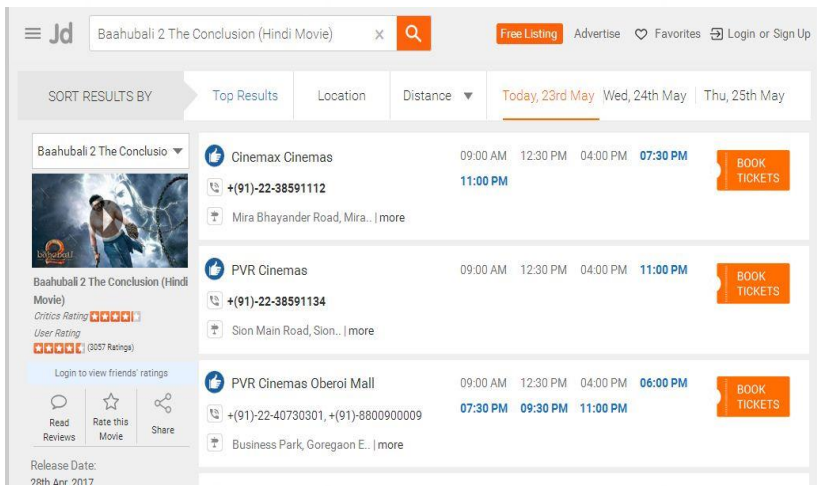 Jd Baahubali 2 The Conclusion (Hindi Movie) x Free Listing Advertise Favorites Login or Sign Up
SORT RESULTS BY Top Results Location Distance ▼ Today, 23rd May Wed, 24th May Thu, 25th May
Baahubali 2 The Conclusio ▼
Baahubali 2 The Conclusion (Hindi
Movie)
Critics Rating
User Rating
(3057 Ratings)
Login to view friends' ratings
Read
Reviews
Rate this
Movie
Share
Release Date:
28th Apr, 2017
Cinemax Cinemas 09:00 AM 12:30 PM 04:00 PM 07:30 PM
11:00 PM
+(91)-22-38591112
Mira Bhayander Road, Mira.. | more
BOOK
TICKETS
PVR Cinemas 09:00 AM 12:30 PM 04:00 PM 11:00 PM
+(91)-22-38591134
Sion Main Road, Sion.. | more
BOOK
TICKETS
PVR Cinemas Oberoi Mall 09:00 AM 12:30 PM 04:00 PM 06:00 PM
07:30 PM 09:30 PM 11:00 PM
+(91)-22-40730301, +(91)-8800900009
Business Park, Goregaon E.. | more
BOOK
TICKETS